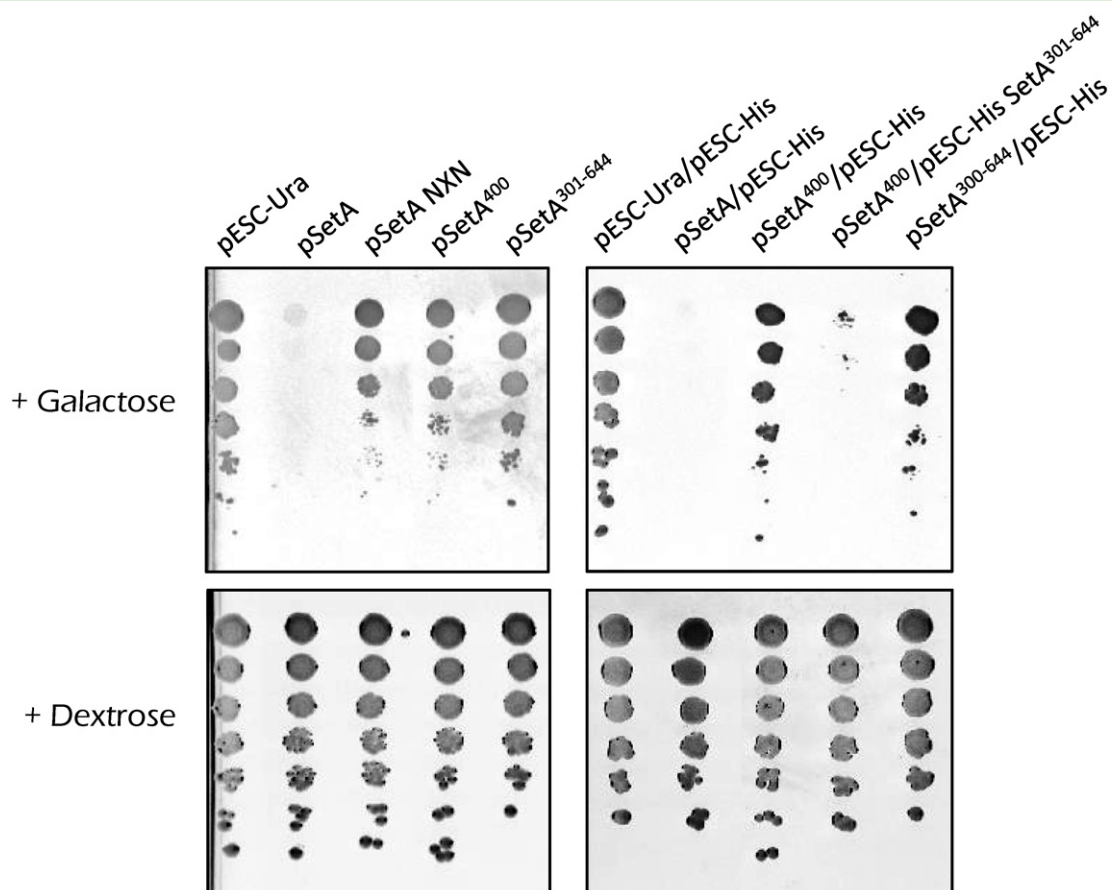 pESC-Ura
pSetA
pSetA NXN
pSetA⁴⁰⁰
pSetA³⁰¹⁻⁶⁴⁴
pESC-Ura/pESC-His
pSetA/pESC-His
pSetA⁴⁰⁰/pESC-His
pSetA⁴⁰⁰/pESC-His SetA³⁰¹⁻⁶⁴⁴
pSetA³⁰⁰⁻⁶⁴⁴/pESC-His
+ Galactose
+ Dextrose